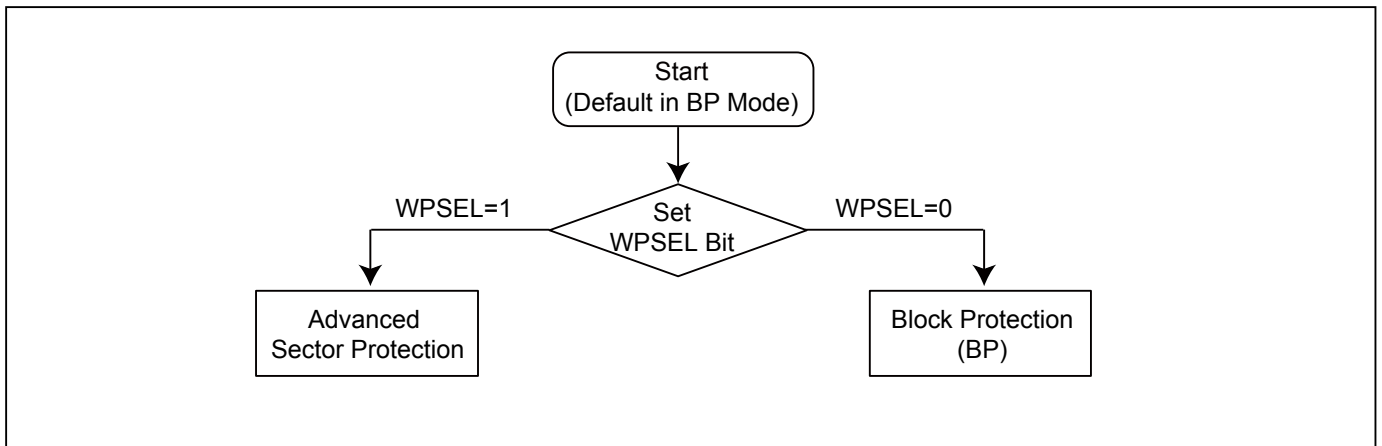 Start
(Default in BP Mode)
WPSEL=1
Set
WPSEL Bit
WPSEL=0
Advanced
Sector Protection
Block Protection
(BP)